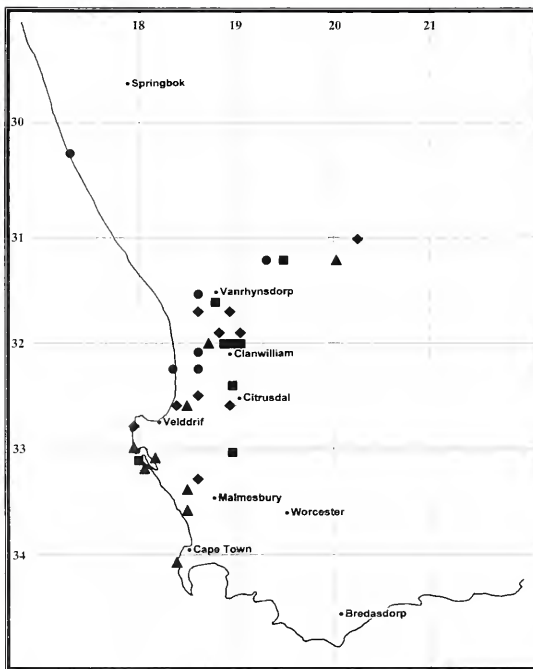 18 19 20 21
Springbok
30
31
Vanrhynsdorp
32
Clanwilliam
Citrusdal
Velddrif
33
Malmesbury
Worcester
34
Cape Town
Bredasdorp